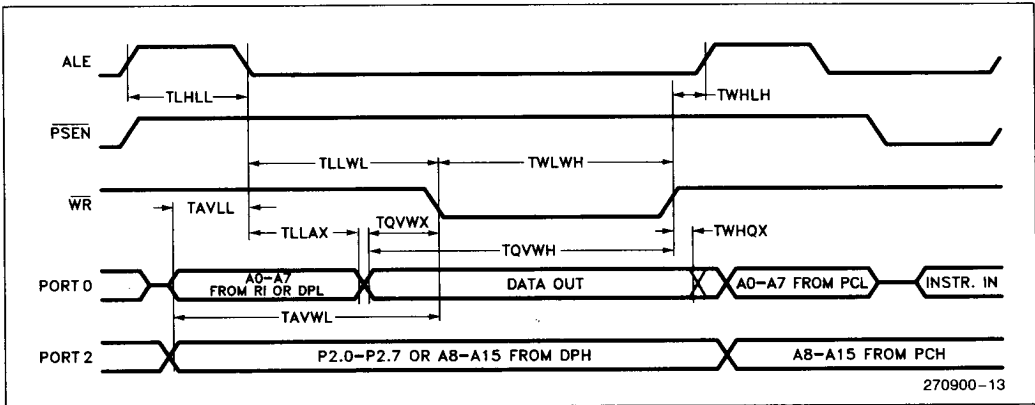 ALE
TLHLL
TWHLH
PSEN
TLLWL
TWLWH
WR
TAVLL
TQVWX
TLLAX
TWHQX
TQVWH
PORT 0
A0–A7
FROM RI OR DPL
DATA OUT
A0–A7 FROM PCL
INSTR. IN
TAVWL
PORT 2
P2.0–P2.7 OR A8–A15 FROM DPH
A8–A15 FROM PCH
270900–13